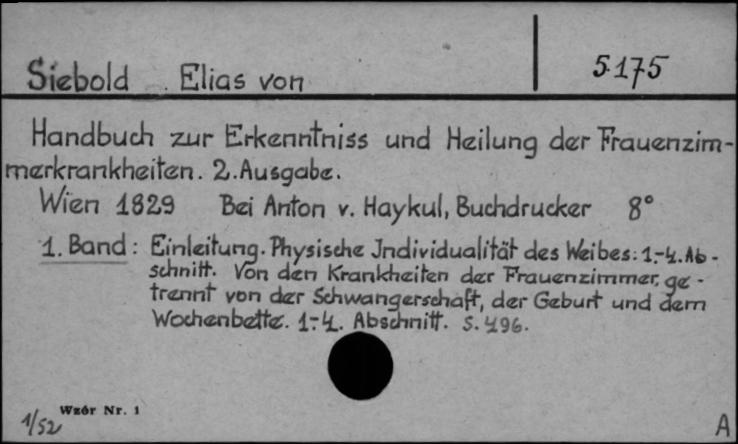 Siebold Elias von
5.175
Handbuch zur Erkenntniss und Heilung der Frauenzim-
merkrankheiten. 2. Ausgabe.
Wien 1829 Bei Anton v. Haykul, Buchdrucker 8°
1. Band: Einleitung. Physische Individualität des Weibes: 1.-4. Ab-
schnitt. Von den Krankheiten der Frauenzimmer, ge-
trennt von der Schwangerschaft, der Geburt und dem
Wochenbette. 1.-4. Abschnitt. S. 496.
Wzór Nr. 1
1/52
A